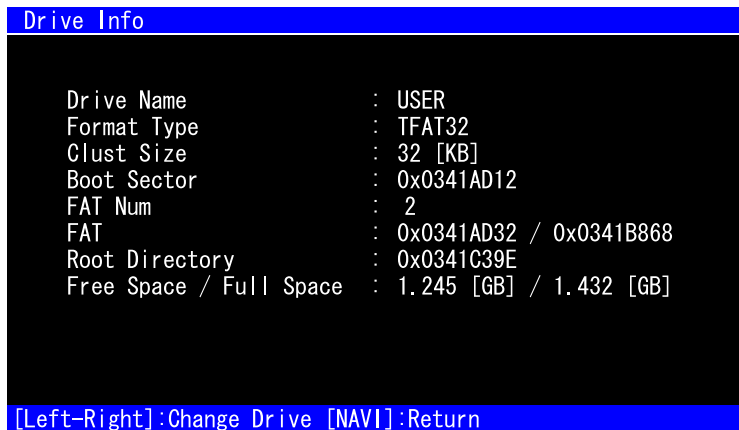 Drive Info
Drive Name : USER
Format Type : TFAT32
Clust Size : 32 [KB]
Boot Sector : 0x0341AD12
FAT Num : 2
FAT : 0x0341AD32 / 0x0341B868
Root Directory : 0x0341C39E
Free Space / Full Space : 1.245 [GB] / 1.432 [GB]
[Left-Right]:Change Drive [NAVI]:Return